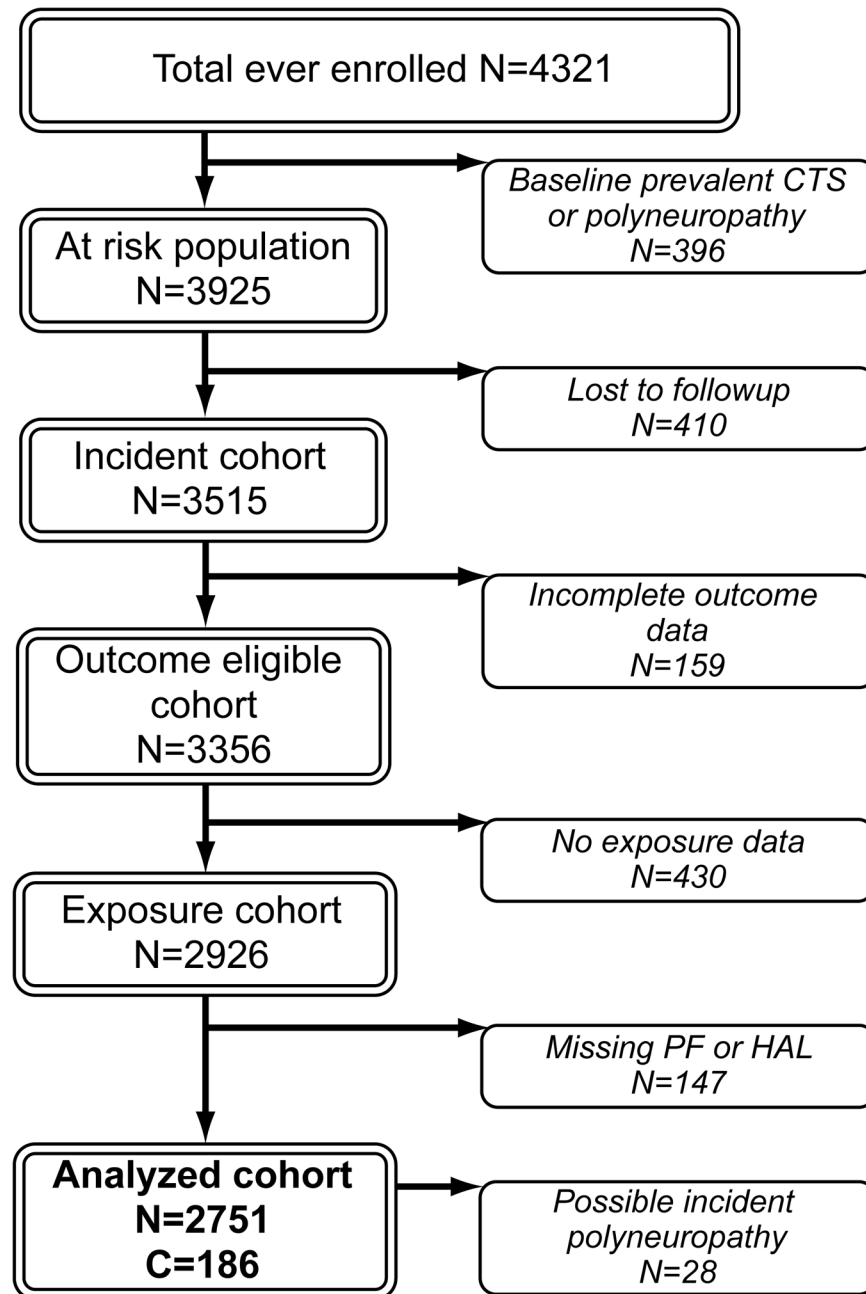 Total ever enrolled N=4321
Baseline prevalent CTS
or polyneuropathy
N=396
At risk population
N=3925
Lost to followup
N=410
Incident cohort
N=3515
Incomplete outcome
data
N=159
Outcome eligible
cohort
N=3356
No exposure data
N=430
Exposure cohort
N=2926
Missing PF or HAL
N=147
Analyzed cohort
N=2751
C=186
Possible incident
polyneuropathy
N=28